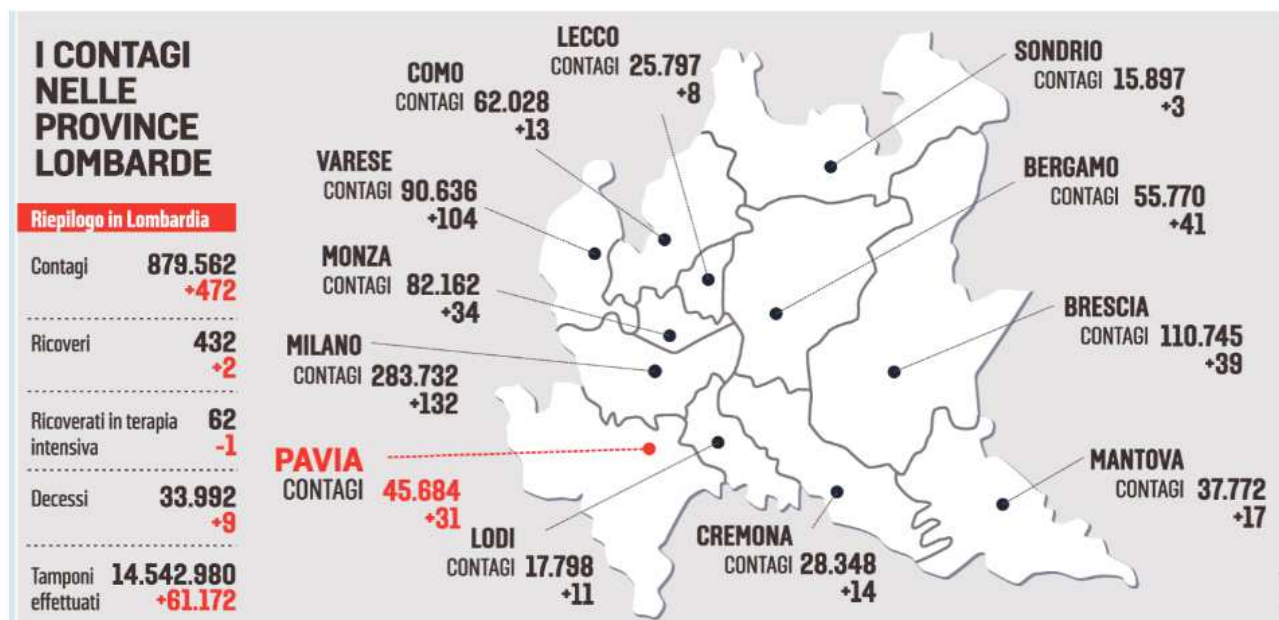 I CONTAGI
NELLE
PROVINCE
LOMBARDE
Riepilogo in Lombardia
Contagi 879.562
+472
Ricoveri 432
+2
Ricoverati in terapia intensiva 62
-1
Decessi 33.992
+9
Tamponi effettuati 14.542.980
+61.172
LECCO
CONTAGI 25.797
+8
COMO
CONTAGI 62.028
+13
VARESE
CONTAGI 90.636
+104
MONZA
CONTAGI 82.162
+34
MILANO
CONTAGI 283.732
+132
PAVIA
CONTAGI 45.684
+31
LODI
CONTAGI 17.798
+11
CREMONA
CONTAGI 28.348
+14
SONDRIO
CONTAGI 15.897
+3
BERGAMO
CONTAGI 55.770
+41
BRESCIA
CONTAGI 110.745
+39
MANTOVA
CONTAGI 37.772
+17